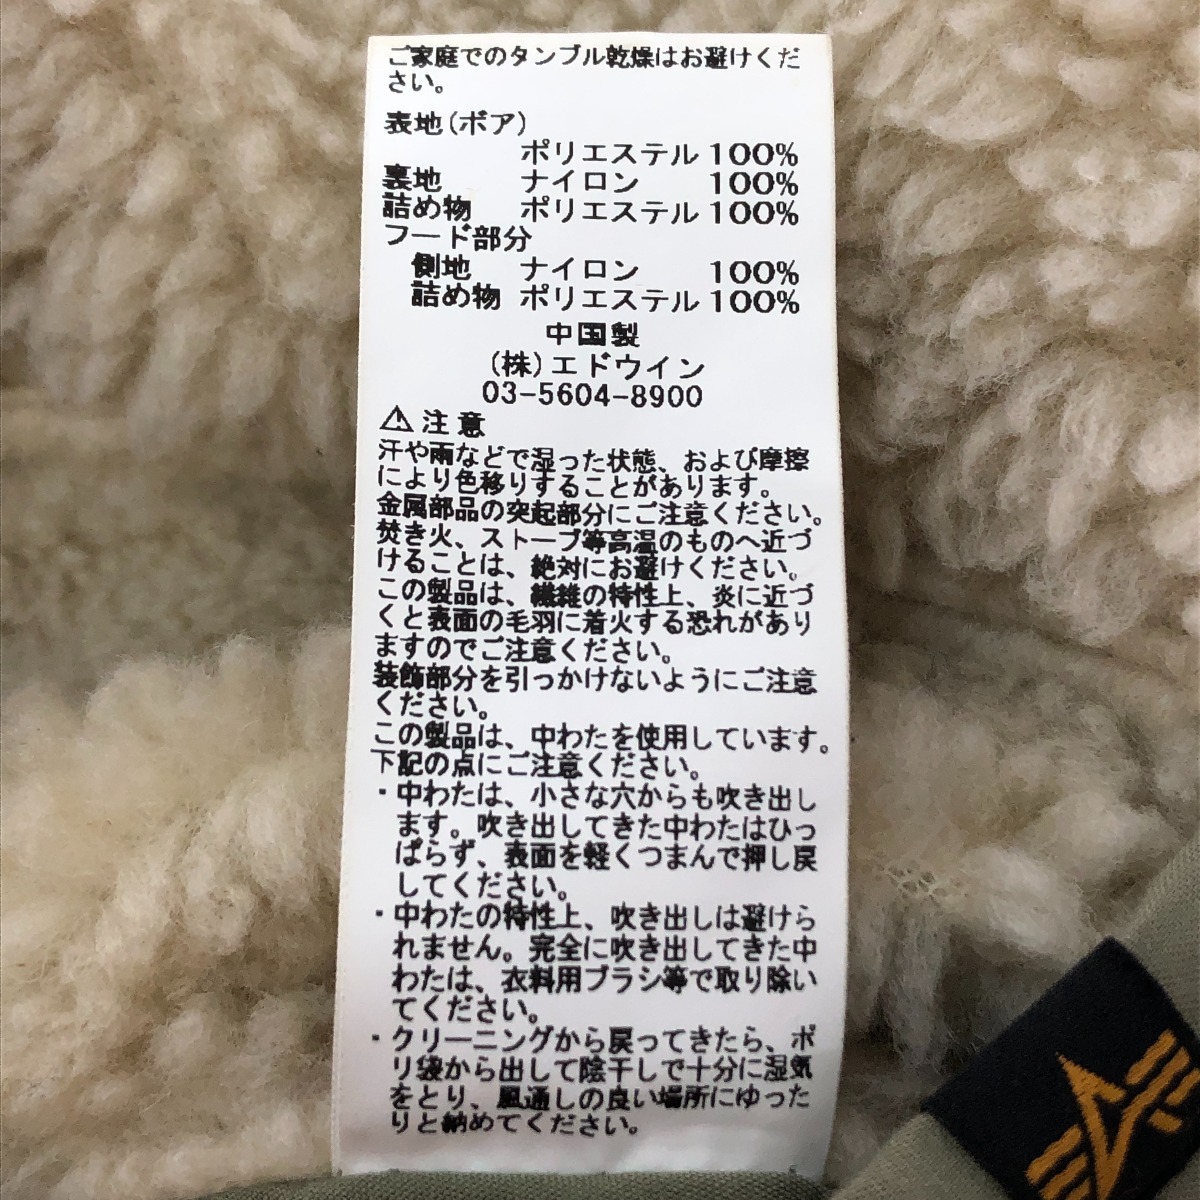 ご家庭でのタンブル乾燥はお避けくだ
さい。
表地(ボア)
ポリエステル 100%
裏地 ナイロン 100%
詰め物 ポリエステル 100%
フード部分
側地 ナイロン 100%
詰め物 ポリエステル 100%
中国製
(株)エドウイン
03-5604-8900
⚠注意
汗や雨などで湿った状態、および摩擦
により色移りすることがあります。
金属部品の突起部分にご注意ください。
焚き火、ストーブ等高温のものへ近づ
けることは、絶対にお避けください。
この製品は、繊維の特性上、炎に近づ
くと表面の毛羽に着火する恐れがあり
ますのでご注意ください。
装飾部分を引っかけないようにご注意
ください。
この製品は、中わたを使用しています。
下記の点にご注意ください。
・中わたは、小さな穴からも吹き出し
ます。吹き出してきた中わたはひっ
ぱらず、表面を軽くつまんで押し戻
してください。
・中わたの特性上、吹き出しは避けら
れません。完全に吹き出してきた中
わたは、衣料用ブラシ等で取り除い
てください。
・クリーニングから戻ってきたら、ポ
リ袋から出して陰干しで十分に湿気
をとり、風通しの良い場所にゆった
りと納めてください。